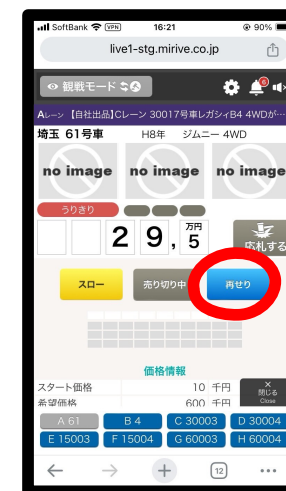 SoftBank VPN 16:21 90%
live1-stg.mirive.co.jp
観戦モード
Aレーン 【自社出品】Cレーン 30017号車レガシィB4 4WDが…
埼玉 61号車 H8年 ジムニー 4WD
no image no image no image
うりきり
2 9, 5 万円
応札する
スロー 売り切り中 再せり
価格情報
スタート価格 10 千円
希望価格 600 千円
× 閉じる Close
A 61 B 4 C 30003 D 30004
E 15003 F 15004 G 60003 H 60004
12